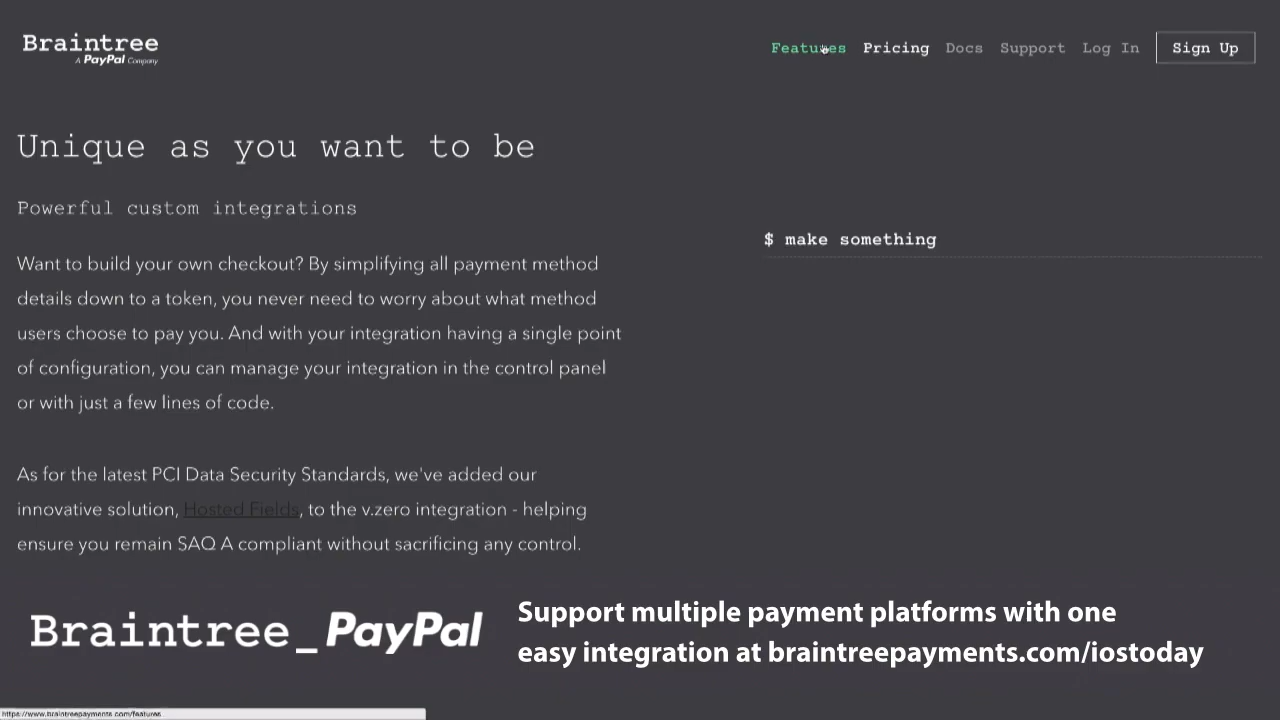 Braintree
A PayPal Company
Features Pricing Docs Support Log In Sign Up
Unique as you want to be
Powerful custom integrations
Want to build your own checkout? By simplifying all payment method
details down to a token, you never need to worry about what method
users choose to pay you. And with your integration having a single point
of configuration, you can manage your integration in the control panel
or with just a few lines of code.
As for the latest PCI Data Security Standards, we've added our
innovative solution, Hosted Fields, to the v.zero integration - helping
ensure you remain SAQ A compliant without sacrificing any control.
$ make something
Braintree_PayPal
Support multiple payment platforms with one
easy integration at braintreepayments.com/iostoday
https://www.braintreepayments.com/features